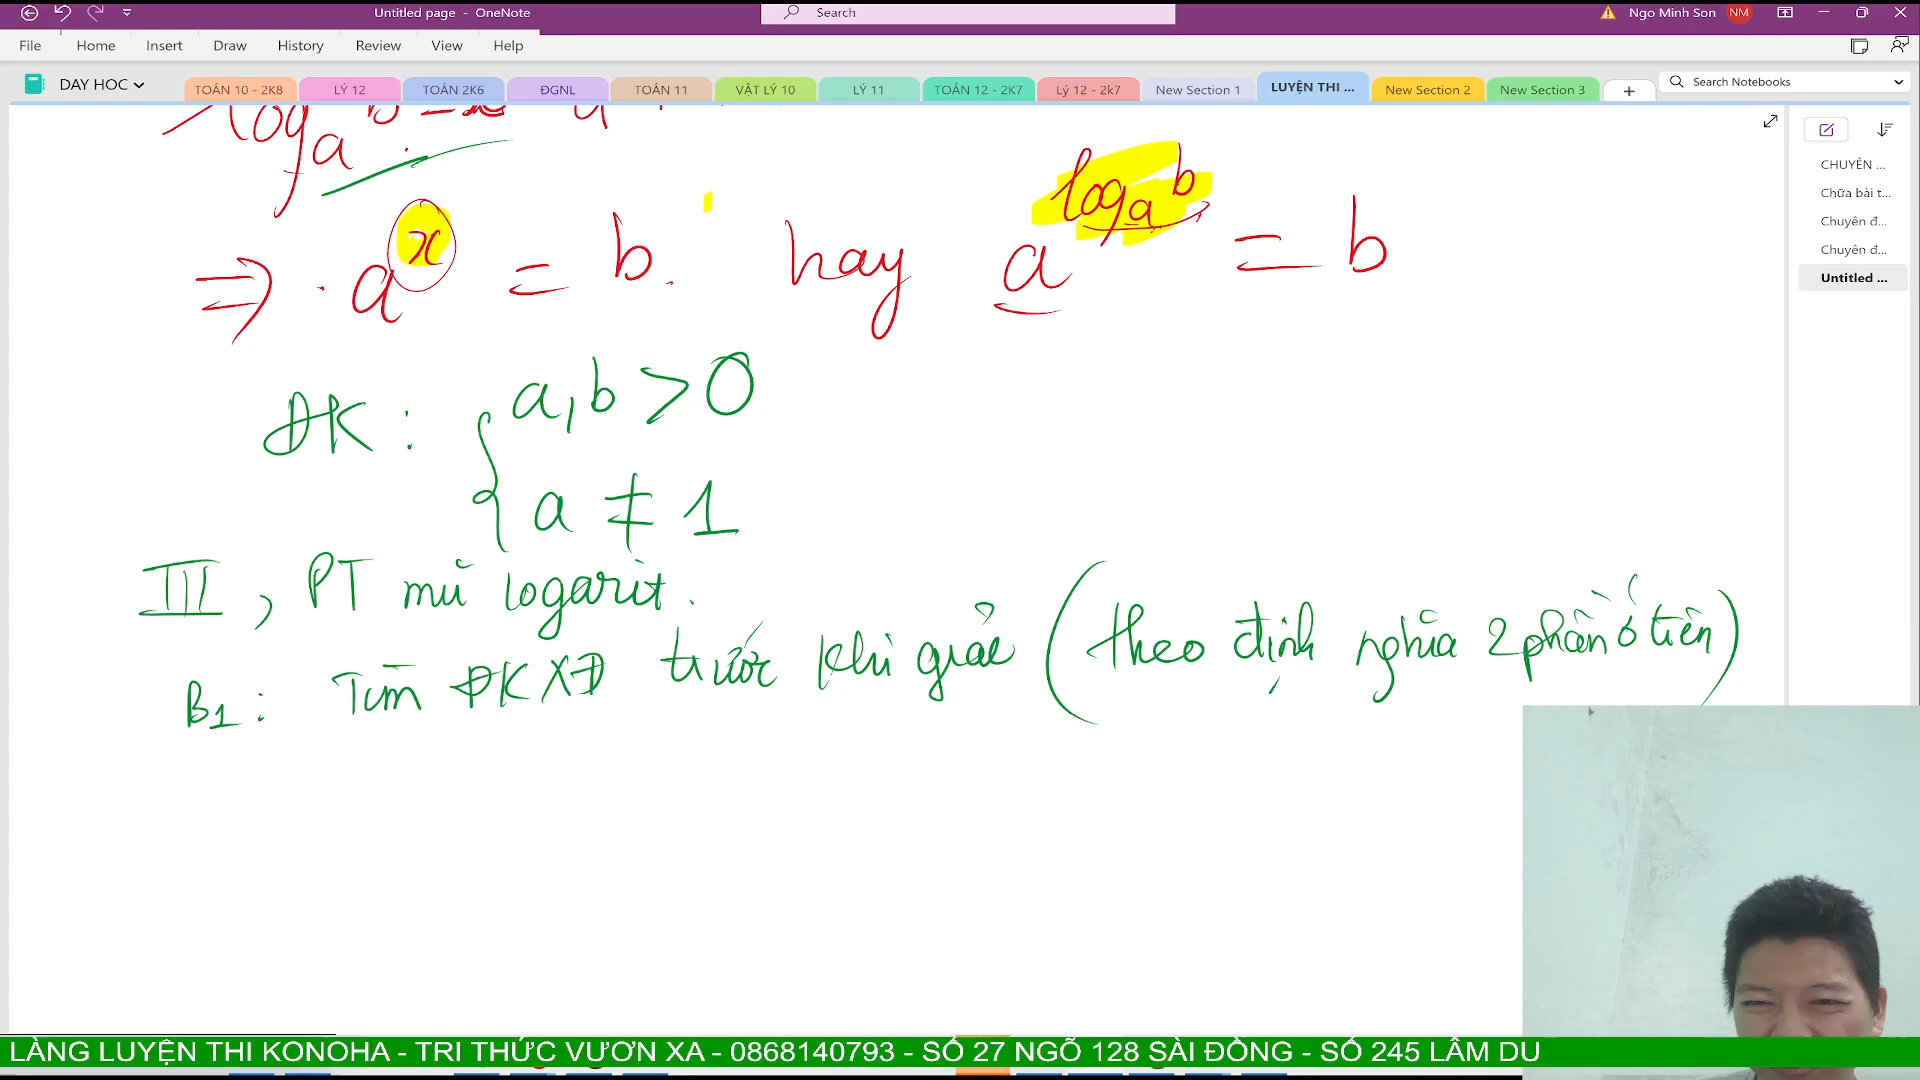 Untitled page - OneNote
Search
Ngo Minh Son NM
File Home Insert Draw History Review View Help
DAY HOC
TOÁN 10 - 2K8 LÝ 12 TOÁN 2K6 ĐGNL TOÁN 11 VẬT LÝ 10 LÝ 11 TOÁN 12 - 2K7 Lý 12 - 2k7 New Section 1 LUYỆN THI ... New Section 2 New Section 3 +
Search Notebooks
CHUYÊN ...
Chữa bài t...
Chuyên đ...
Chuyên đ...
Untitled ...
log_a b
⇒ . a^x = b. hay a^{log_a b} = b
ĐK : { a, b > 0
a ≠ 1
III, PT mũ logarit.
B1 : Tìm ĐKXĐ trước khi giải (theo định nghĩa 2 phần ở tiên)
LÀNG LUYỆN THI KONOHA - TRI THỨC VƯƠN XA - 0868140793 - SỐ 27 NGÕ 128 SÀI ĐỒNG - SỐ 245 LÂM DU